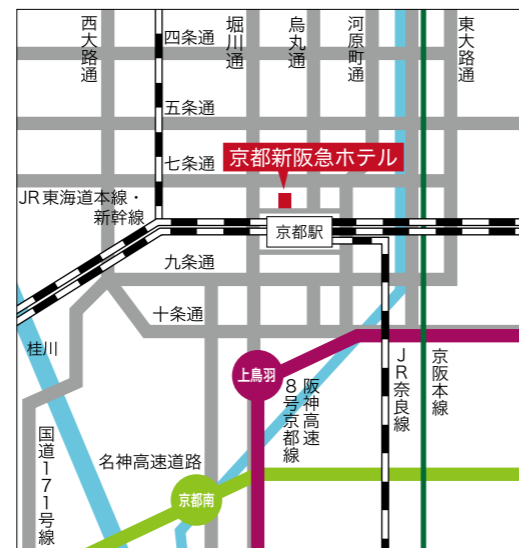 西大路通
堀川通
烏丸通
河原町通
東大路通
四条通
五条通
七条通
京都新阪急ホテル
JR東海道本線・
新幹線
京都駅
九条通
十条通
桂川
上鳥羽
阪神高速
8号京都線
JR奈良線
京阪本線
国道171号線
名神高速道路
京都南